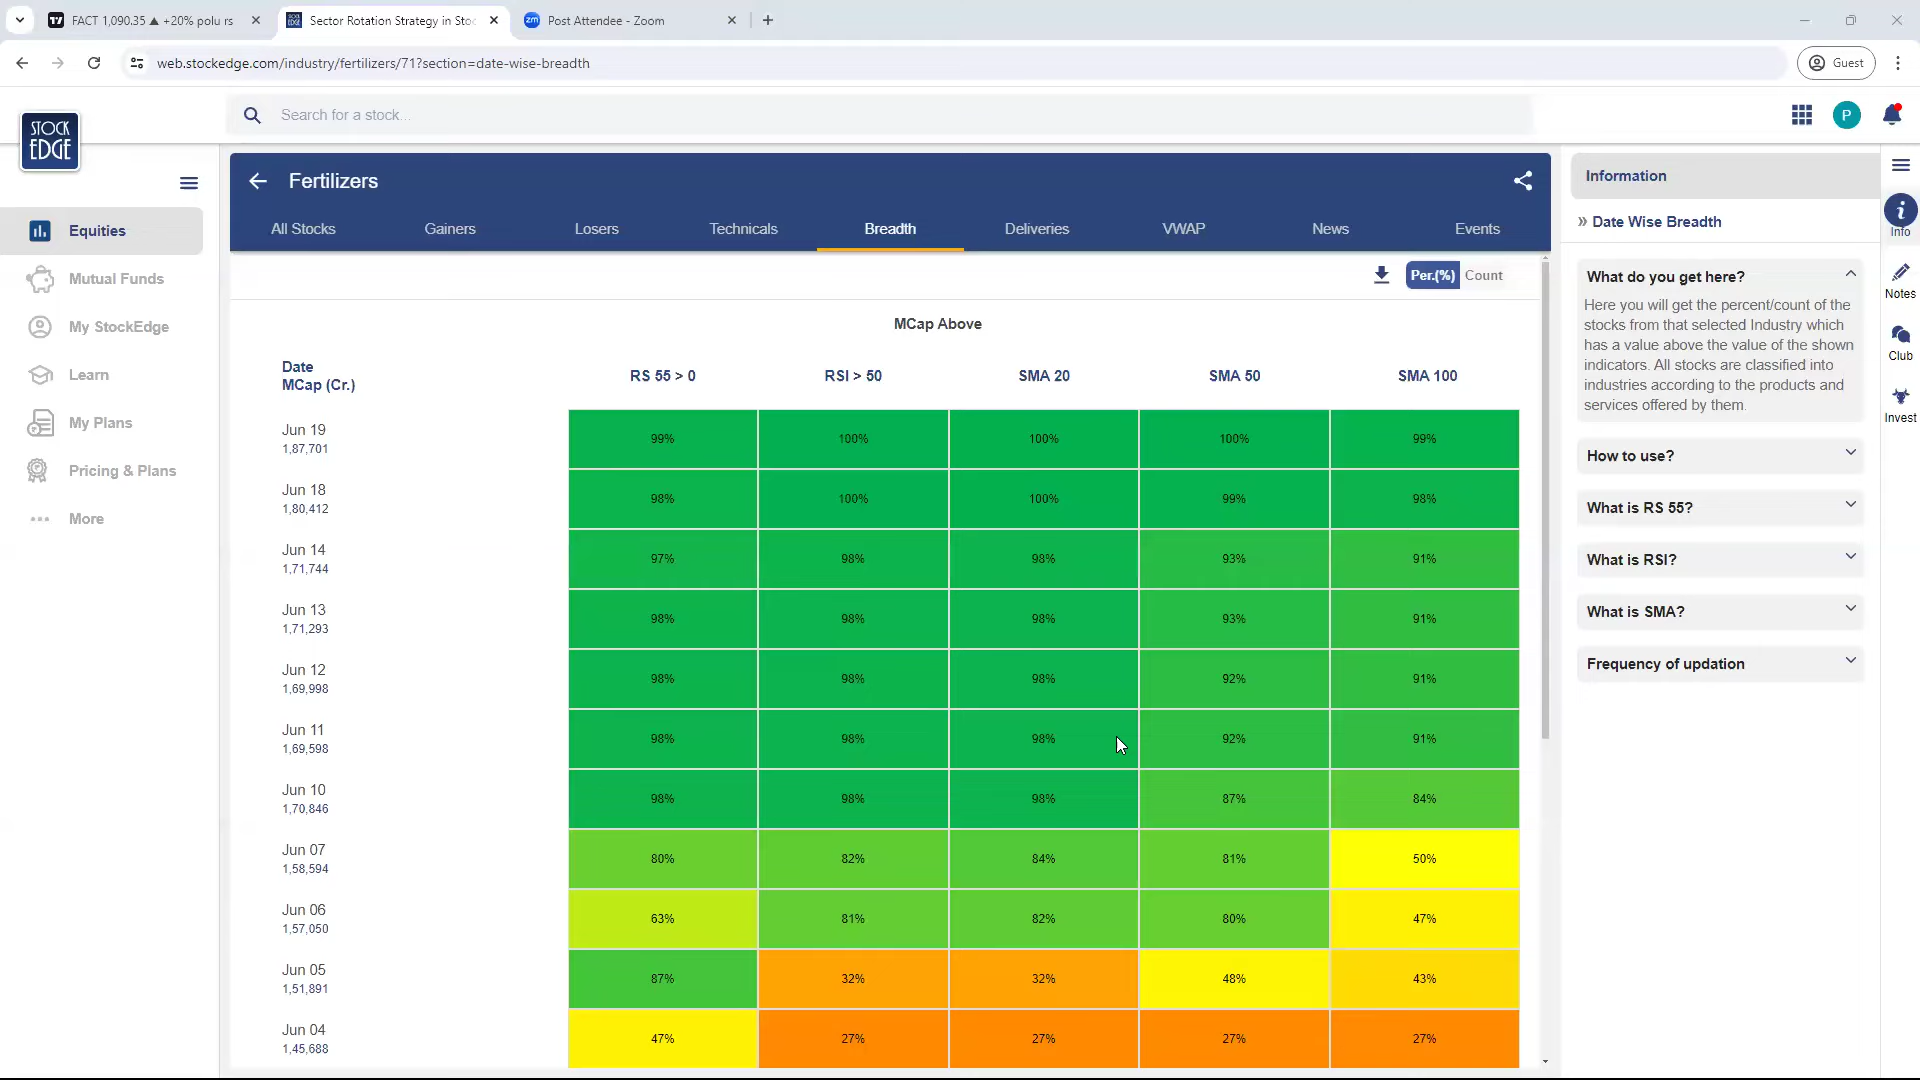 FACT 1,090.35 ▲ +20% polu rs
Sector Rotation Strategy in Stoc
zm Post Attendee - Zoom
web.stockedge.com/industry/fertilizers/71?section=date-wise-breadth
Guest
STOCK
EDGE
Search for a stock...
P
Equities
Mutual Funds
My StockEdge
Learn
My Plans
Pricing & Plans
More
Fertilizers
All Stocks Gainers Losers Technicals Breadth Deliveries VWAP News Events
Per.(%) Count
MCap Above
Date
MCap (Cr.) RS 55 > 0 RSI > 50 SMA 20 SMA 50 SMA 100
Jun 19
1,87,701 99% 100% 100% 100% 99%
Jun 18
1,80,412 98% 100% 100% 99% 98%
Jun 14
1,71,744 97% 98% 98% 93% 91%
Jun 13
1,71,293 98% 98% 98% 93% 91%
Jun 12
1,69,998 98% 98% 98% 92% 91%
Jun 11
1,69,598 98% 98% 98% 92% 91%
Jun 10
1,70,846 98% 98% 98% 87% 84%
Jun 07
1,58,594 80% 82% 84% 81% 50%
Jun 06
1,57,050 63% 81% 82% 80% 47%
Jun 05
1,51,891 87% 32% 32% 48% 43%
Jun 04
1,45,688 47% 27% 27% 27% 27%
Information
» Date Wise Breadth
What do you get here?
Here you will get the percent/count of the
stocks from that selected Industry which
has a value above the value of the shown
indicators. All stocks are classified into
industries according to the products and
services offered by them.
How to use?
What is RS 55?
What is RSI?
What is SMA?
Frequency of updation
Info
Notes
Club
Invest